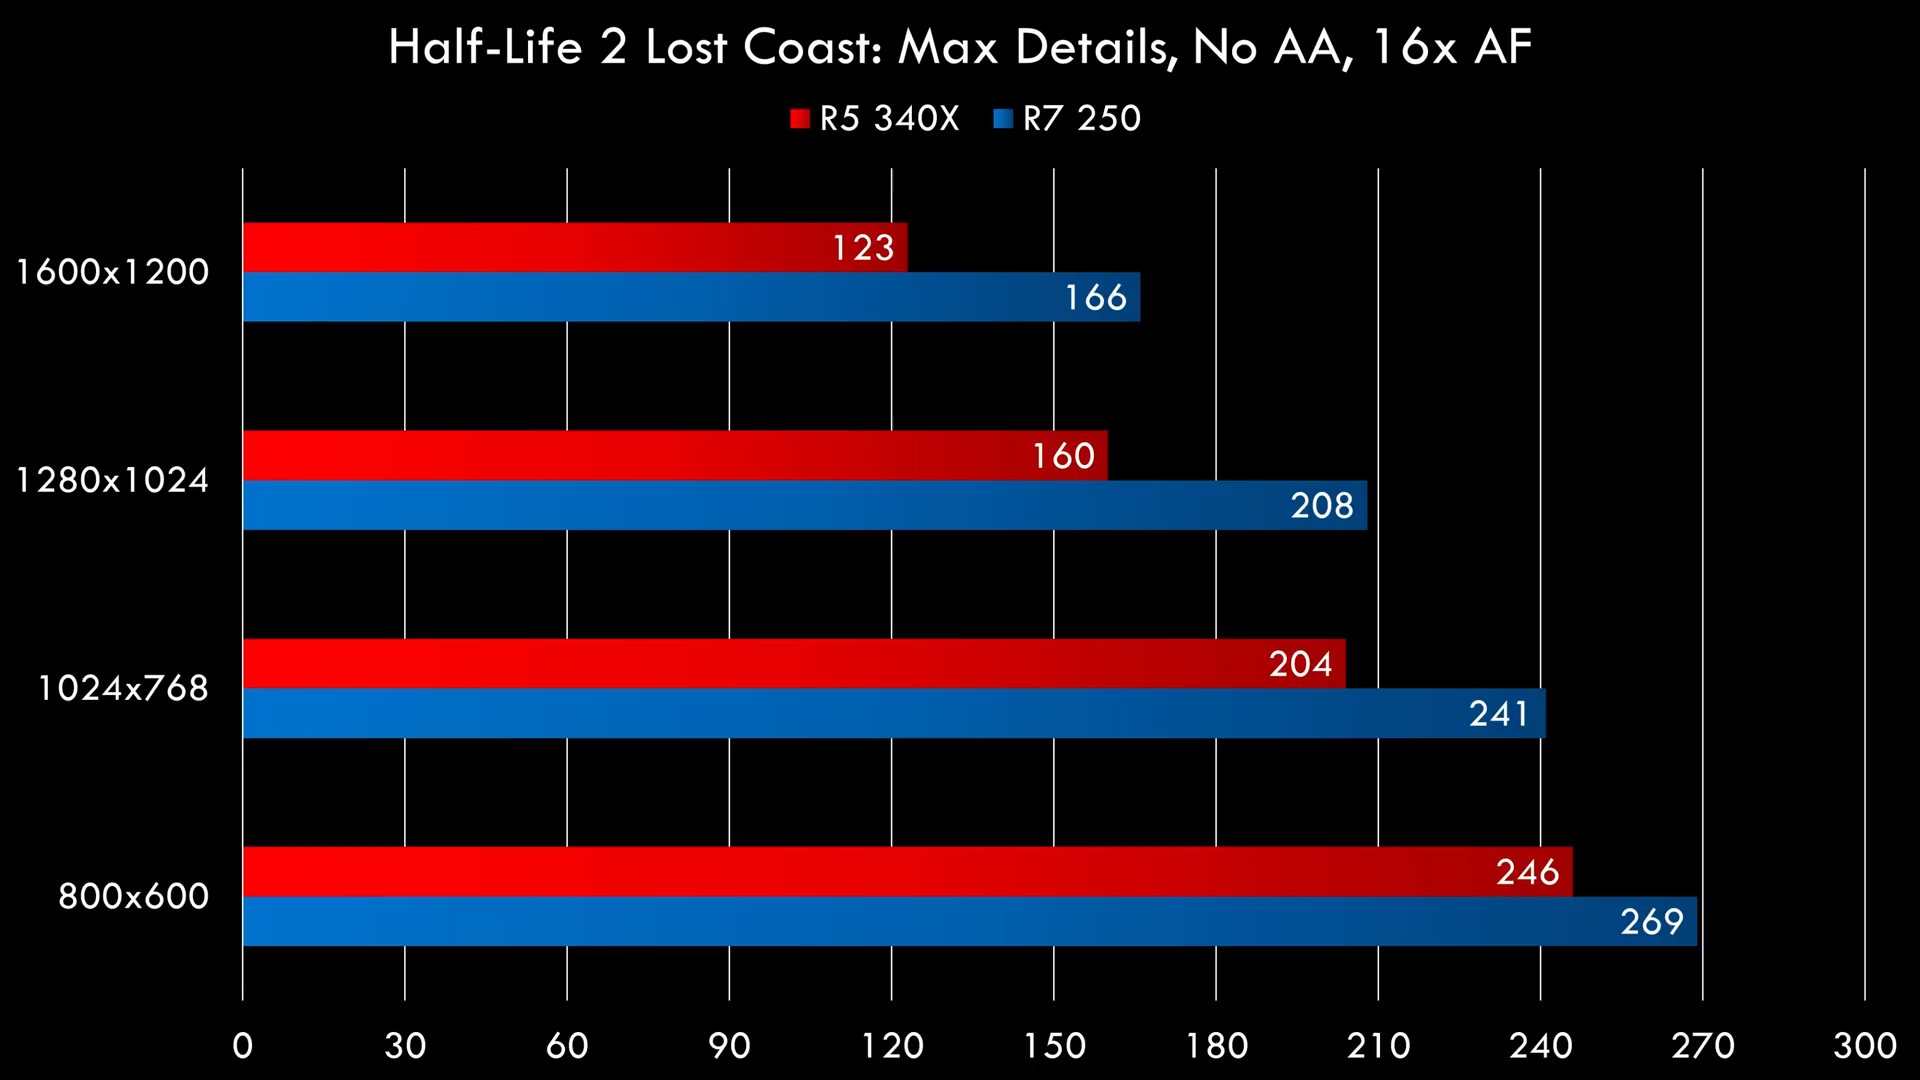 Half-Life 2 Lost Coast: Max Details, No AA, 16x AF
R5 340X R7 250
1600x1200
123
166
1280x1024
160
208
1024x768
204
241
800x600
246
269
0 30 60 90 120 150 180 210 240 270 300